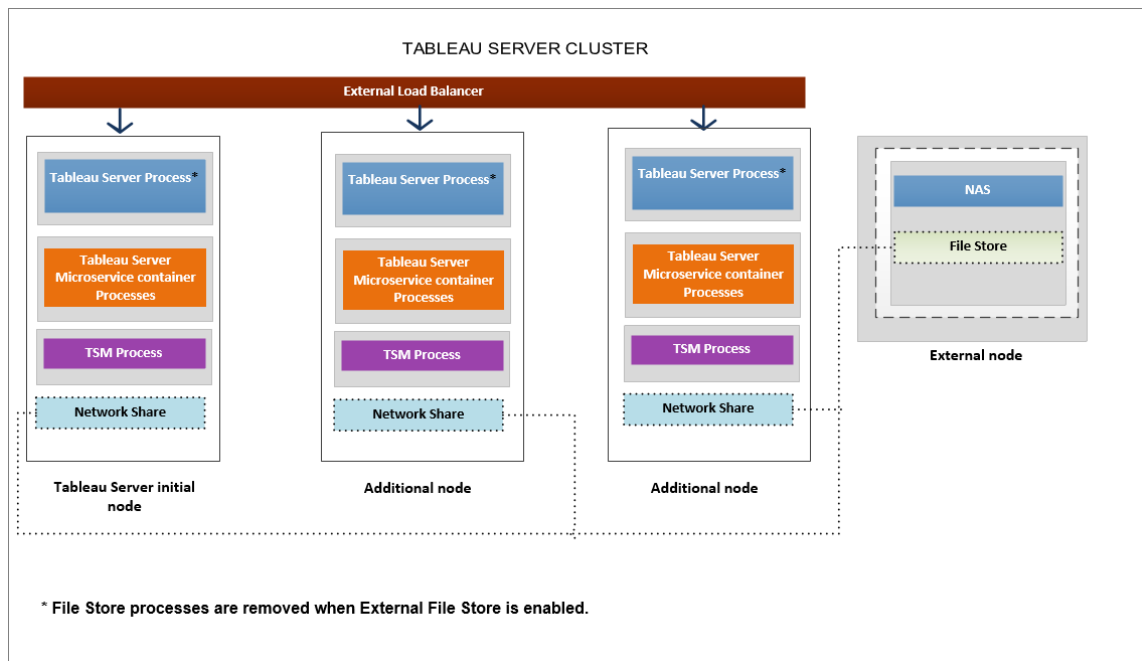 TABLEAU SERVER CLUSTER
External Load Balancer
Tableau Server Process*
Tableau Server
Microservice container
Processes
TSM Process
Network Share
Tableau Server initial
node
Tableau Server Process*
Tableau Server
Microservice container
Processes
TSM Process
Network Share
Additional node
Tableau Server Process*
Tableau Server
Microservice container
Processes
TSM Process
Network Share
Additional node
NAS
File Store
External node
* File Store processes are removed when External File Store is enabled.